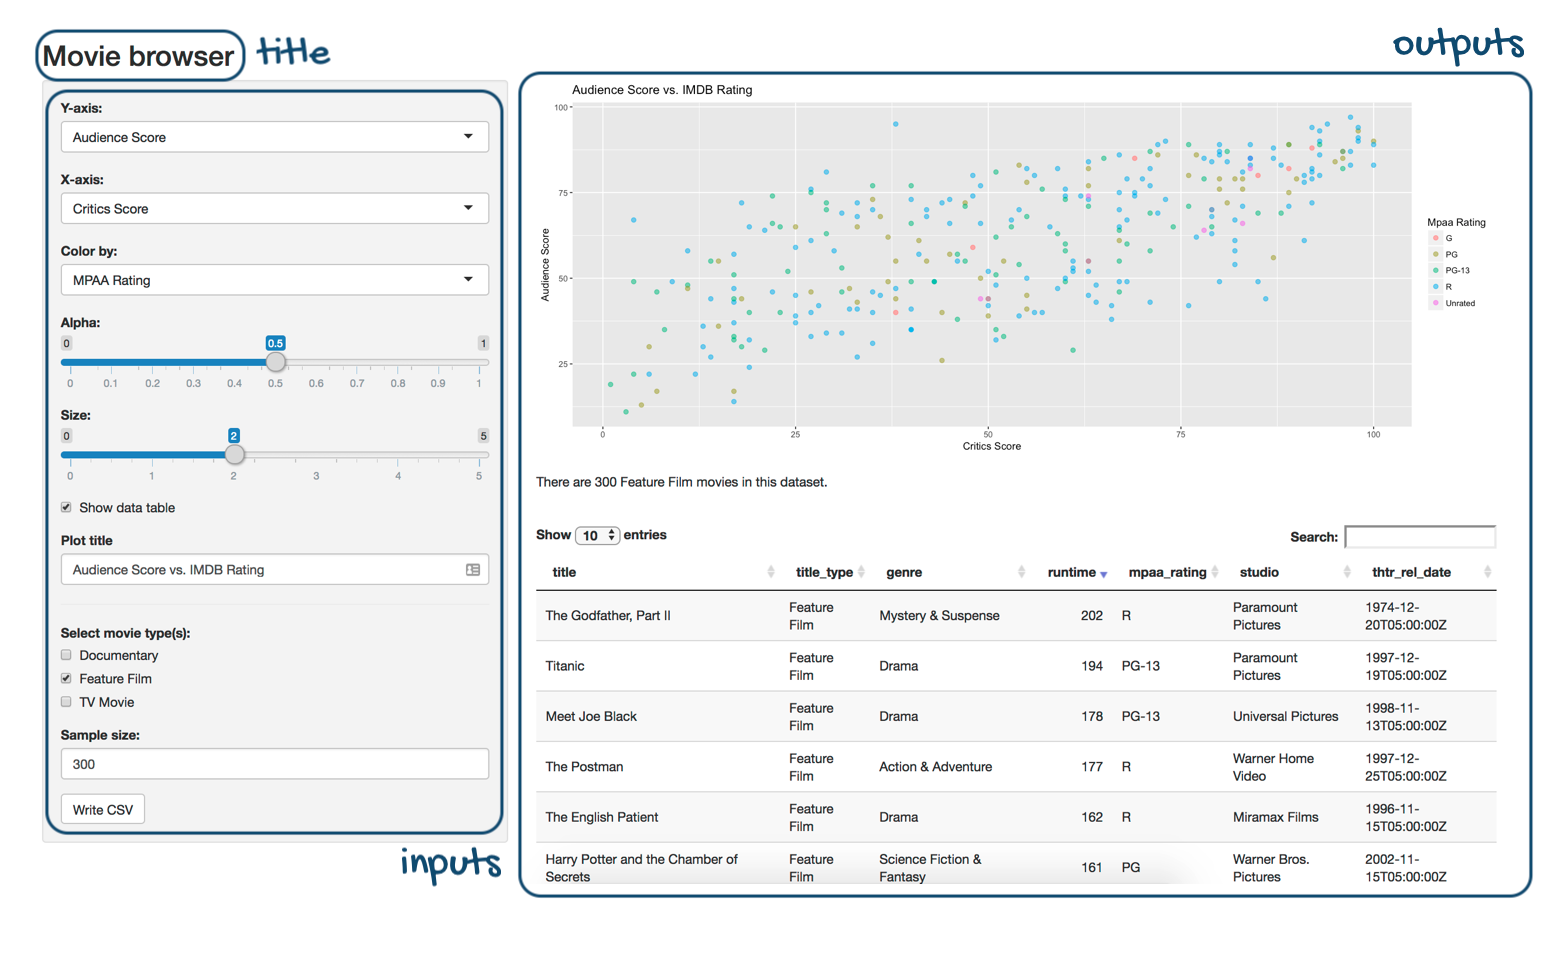 Movie browser
title
outputs
inputs
Y-axis:
Audience Score
X-axis:
Critics Score
Color by:
MPAA Rating
Alpha:
0 0.5 1
0 0.1 0.2 0.3 0.4 0.5 0.6 0.7 0.8 0.9 1
Size:
0 2 5
0 1 2 3 4 5
Show data table
Plot title
Audience Score vs. IMDB Rating
Select movie type(s):
Documentary
Feature Film
TV Movie
Sample size:
300
Write CSV
Audience Score vs. IMDB Rating
100
75
50
25
Audience Score
0 25 50 75 100
Critics Score
Mpaa Rating
G
PG
PG-13
R
Unrated
There are 300 Feature Film movies in this dataset.
Show 10 entries
Search:
title title_type genre runtime mpaa_rating studio thtr_rel_date
The Godfather, Part II Feature Film Mystery & Suspense 202 R Paramount Pictures 1974-12-20T05:00:00Z
Titanic Feature Film Drama 194 PG-13 Paramount Pictures 1997-12-19T05:00:00Z
Meet Joe Black Feature Film Drama 178 PG-13 Universal Pictures 1998-11-13T05:00:00Z
The Postman Feature Film Action & Adventure 177 R Warner Home Video 1997-12-25T05:00:00Z
The English Patient Feature Film Drama 162 R Miramax Films 1996-11-15T05:00:00Z
Harry Potter and the Chamber of Secrets Feature Film Science Fiction & Fantasy 161 PG Warner Bros. Pictures 2002-11-15T05:00:00Z